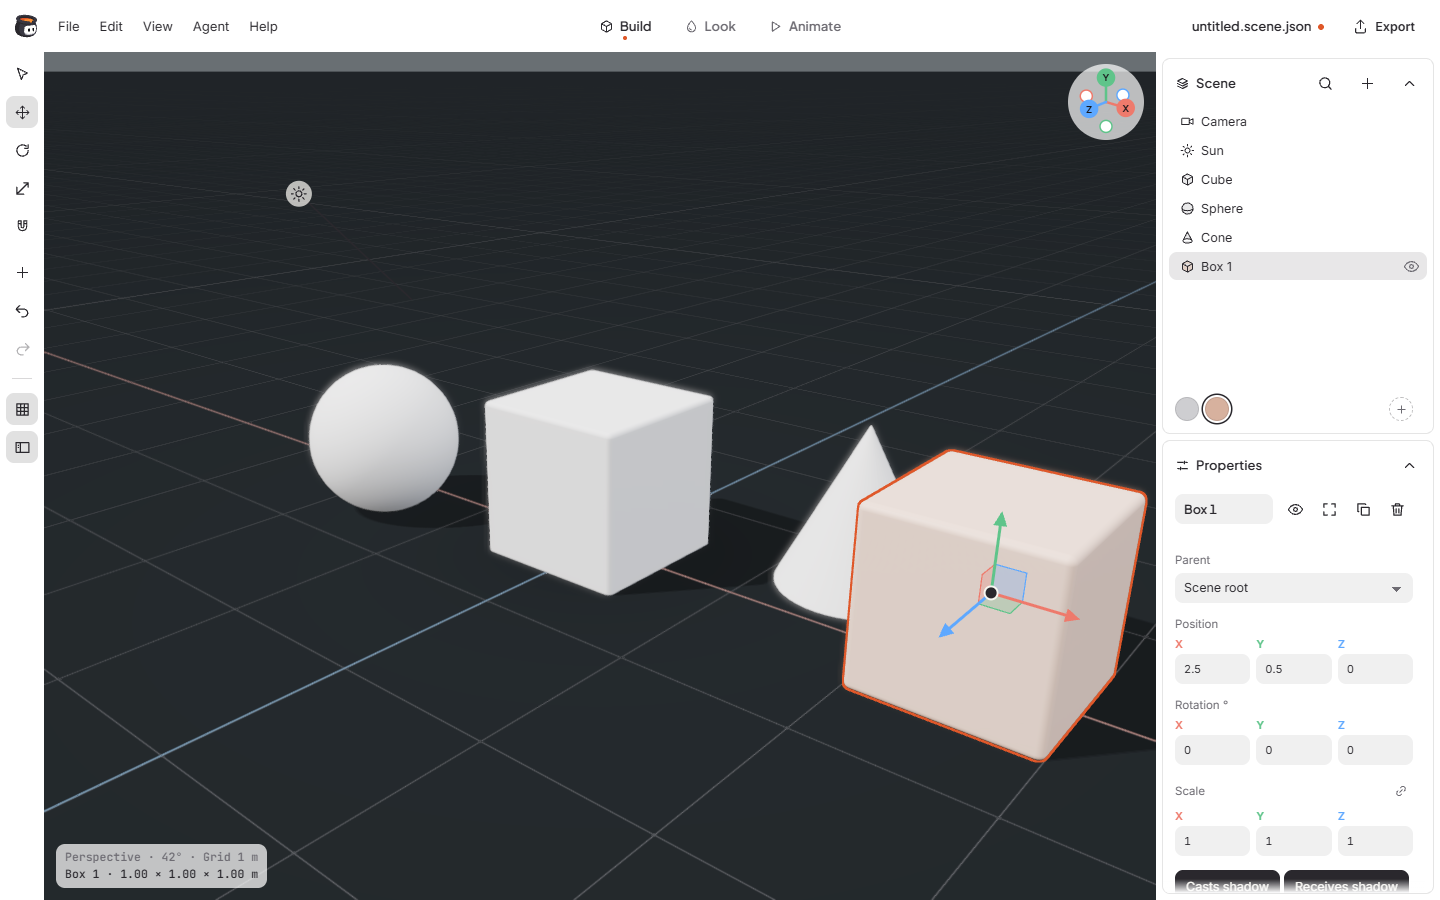 File Edit View Agent Help
Build Look Animate
untitled.scene.json Export
Y
Z X
Scene
Camera
Sun
Cube
Sphere
Cone
Box 1
Properties
Box 1
Parent
Scene root
Position
X Y Z
2.5 0.5 0
Rotation °
X Y Z
0 0 0
Scale
X Y Z
1 1 1
Casts shadow Receives shadow
Perspective · 42° · Grid 1 m
Box 1 · 1.00 × 1.00 × 1.00 m